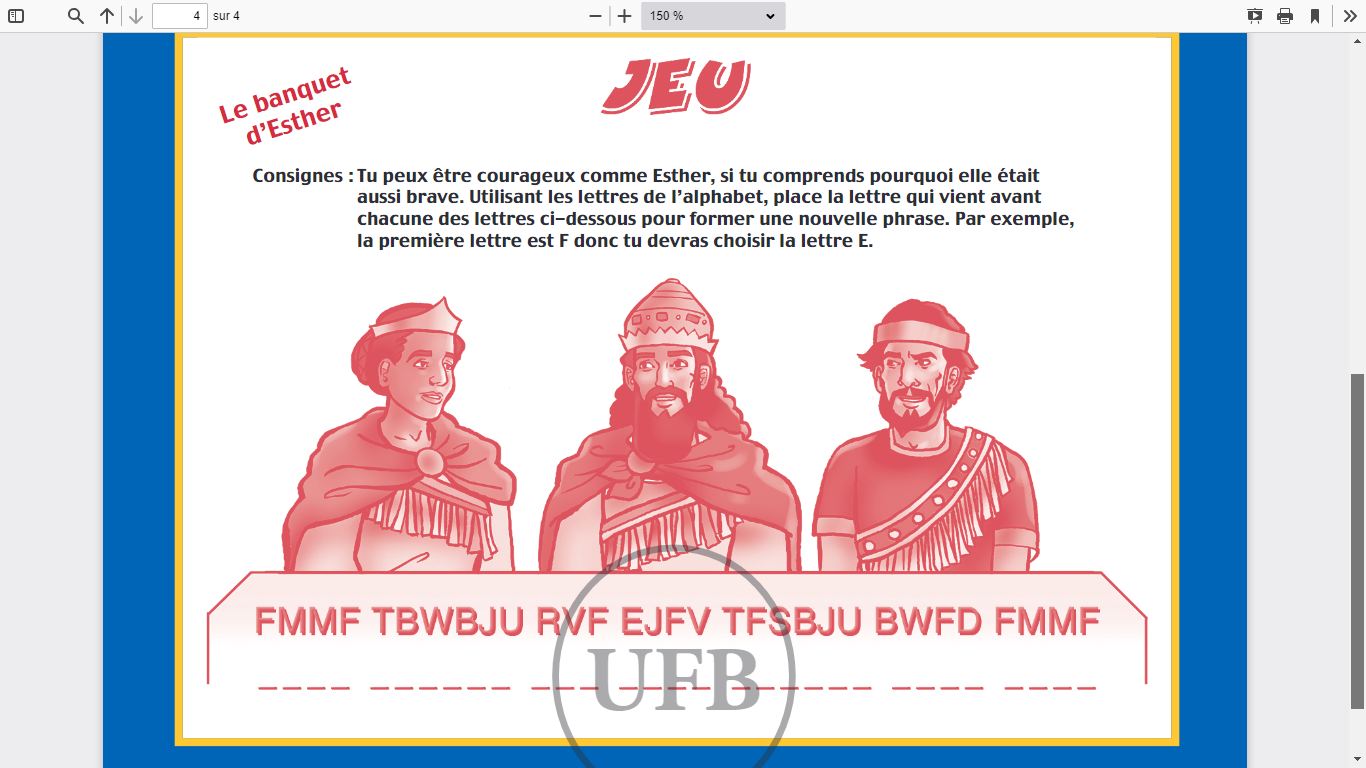 4 sur 4 150 %
JEU
Le banquet
d’Esther
Consignes : Tu peux être courageux comme Esther, si tu comprends pourquoi elle était
aussi brave. Utilisant les lettres de l’alphabet, place la lettre qui vient avant
chacune des lettres ci-dessous pour former une nouvelle phrase. Par exemple,
la première lettre est F donc tu devras choisir la lettre E.
FMMF TBWBJU RVF EJFV TFSBJU BWFD FMMF
UFB